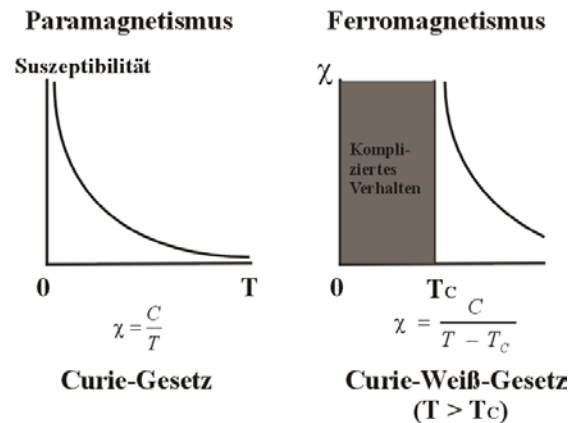 Paramagnetismus
Suszeptibilität
0
T
χ = C/T
Curie-Gesetz
Ferromagnetismus
χ
Kompli-
ziertes
Verhalten
0
TC
χ = C/(T − TC)
Curie-Weiß-Gesetz
(T > TC)